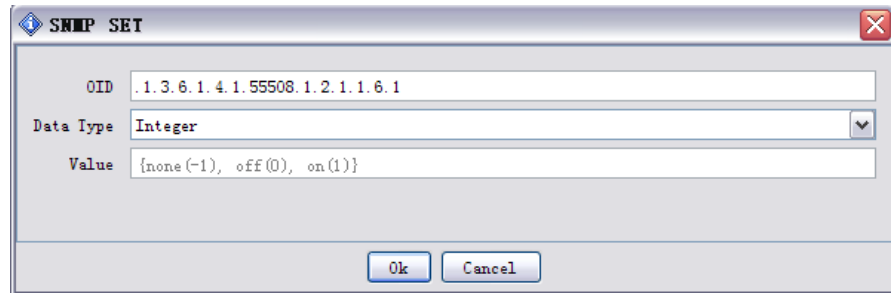 SNMP SET
OID .1.3.6.1.4.1.55508.1.2.1.1.6.1
Data Type Integer
Value {none(-1), off(0), on(1)}
Ok Cancel